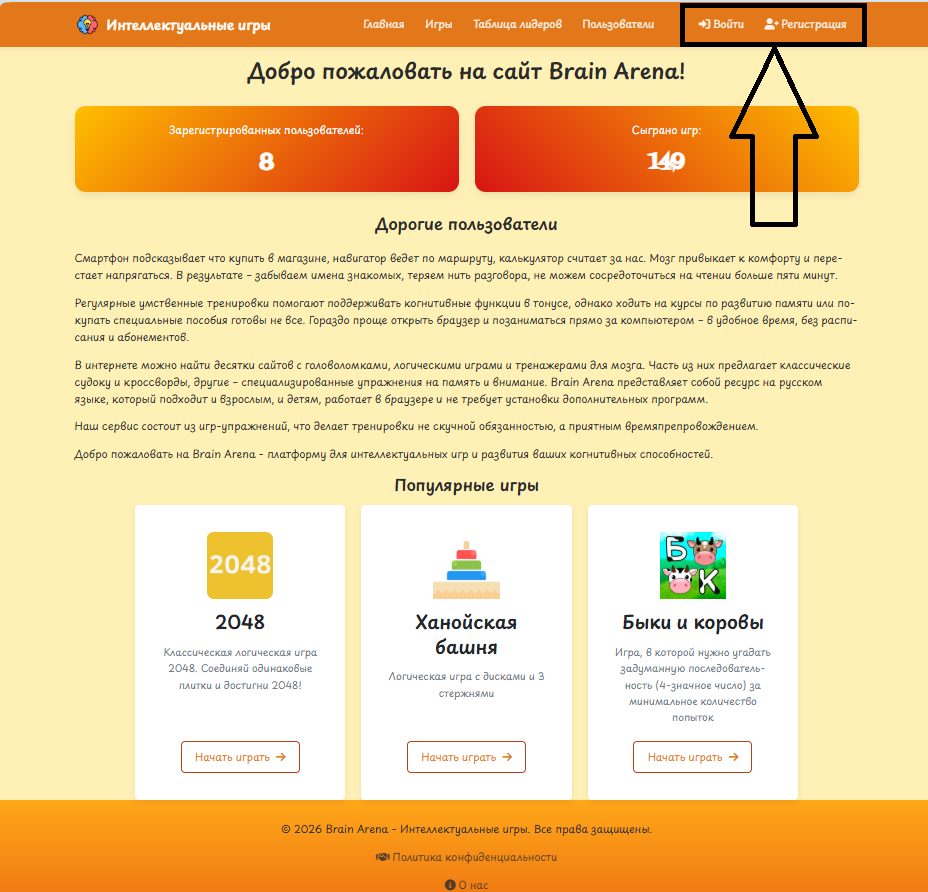 Интеллектуальные игры
Главная Игры Таблица лидеров Пользователи Войти Регистрация
Добро пожаловать на сайт Brain Arena!
Зарегистрированных пользователей:
8
Сыграно игр:
Дорогие пользователи
Смартфон подсказывает что купить в магазине, навигатор ведет по маршруту, калькулятор считает за нас. Мозг привыкает к комфорту и пере-
стает напрягаться. В результате – забываем имена знакомых, теряем нить разговора, не можем сосредоточиться на чтении больше пяти минут.
Регулярные умственные тренировки помогают поддерживать когнитивные функции в тонусе, однако ходить на курсы по развитию памяти или по-
купать специальные пособия готовы не все. Гораздо проще открыть браузер и позаниматься прямо за компьютером – в удобное время, без распи-
сания и абонементов.
В интернете можно найти десятки сайтов с головоломками, логическими играми и тренажерами для мозга. Часть из них предлагает классические
судоку и кроссворды, другие – специализированные упражнения на память и внимание. Brain Arena представляет собой ресурс на русском
языке, который подходит и взрослым, и детям, работает в браузере и не требует установки дополнительных программ.
Наш сервис состоит из игр-упражнений, что делает тренировки не скучной обязанностью, а приятным времяпрепровождением.
Добро пожаловать на Brain Arena - платформу для интеллектуальных игр и развития ваших когнитивных способностей.
Популярные игры
2048
2048
Классическая логическая игра
2048. Соединяй одинаковые
плитки и достигни 2048!
Начать играть
Ханойская
башня
Логическая игра с дисками и 3
стержнями
Начать играть
Б
К
Быки и коровы
Игра, в которой нужно угадать
задуманную последователь-
ность (4-значное число) за
минимальное количество
попыток
Начать играть
© 2026 Brain Arena - Интеллектуальные игры. Все права защищены.
Политика конфиденциальности
О нас